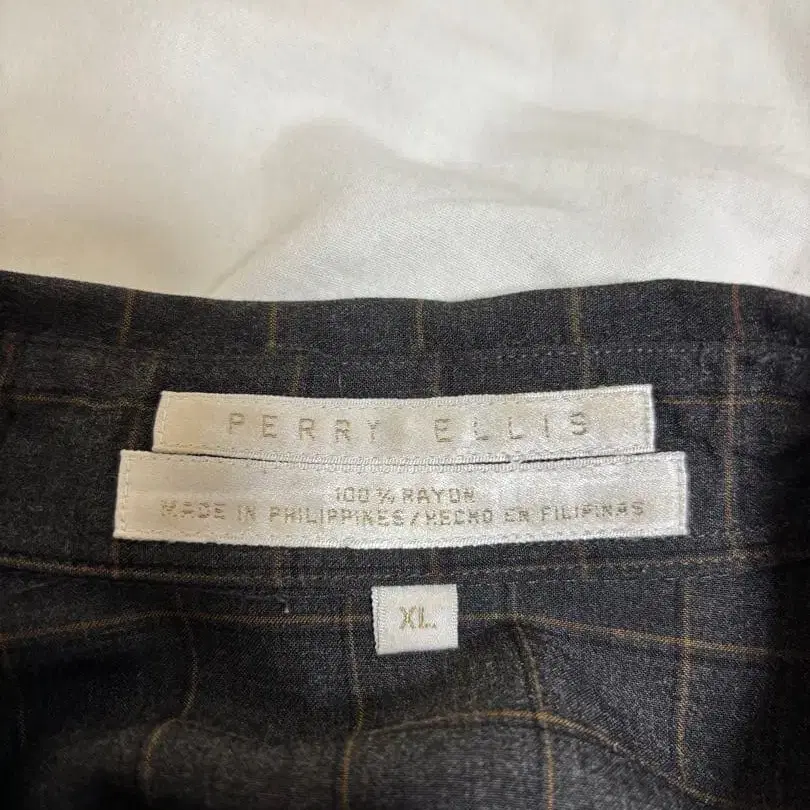 PERRY ELLIS
100% RAYON
MADE IN PHILIPPINES/HECHO EN FILIPINAS
XL